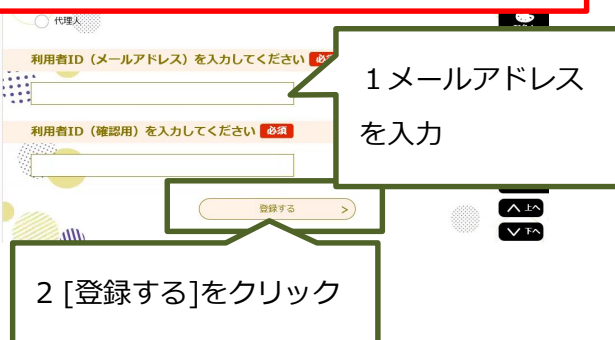 代理人
利用者ID（メールアドレス）を入力してください
1メールアドレス
を入力
利用者ID（確認用）を入力してください 必須
登録する >
上へ
下へ
2 [登録する]をクリック